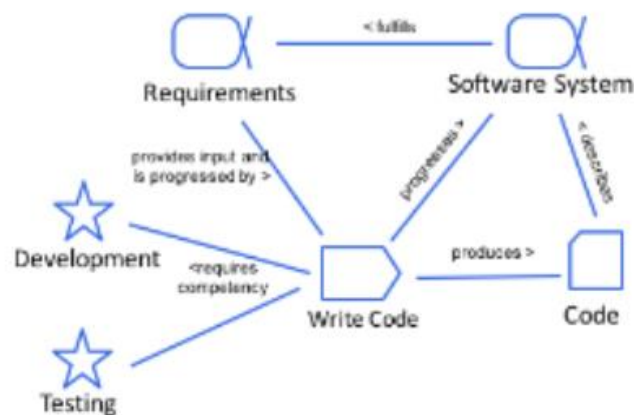 < fulfills
Requirements
Software System
provides input and
is progressed by >
progresses >
< describes
Development
<requires
competency
produces >
Write Code
Code
Testing